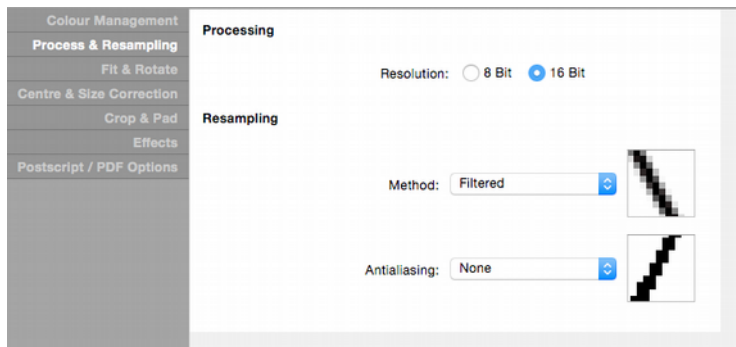 Colour Management
Process & Resampling
Fit & Rotate
Centre & Size Correction
Crop & Pad
Effects
Postscript / PDF Options
Processing
Resolution: 8 Bit 16 Bit
Resampling
Method: Filtered
Antialiasing: None